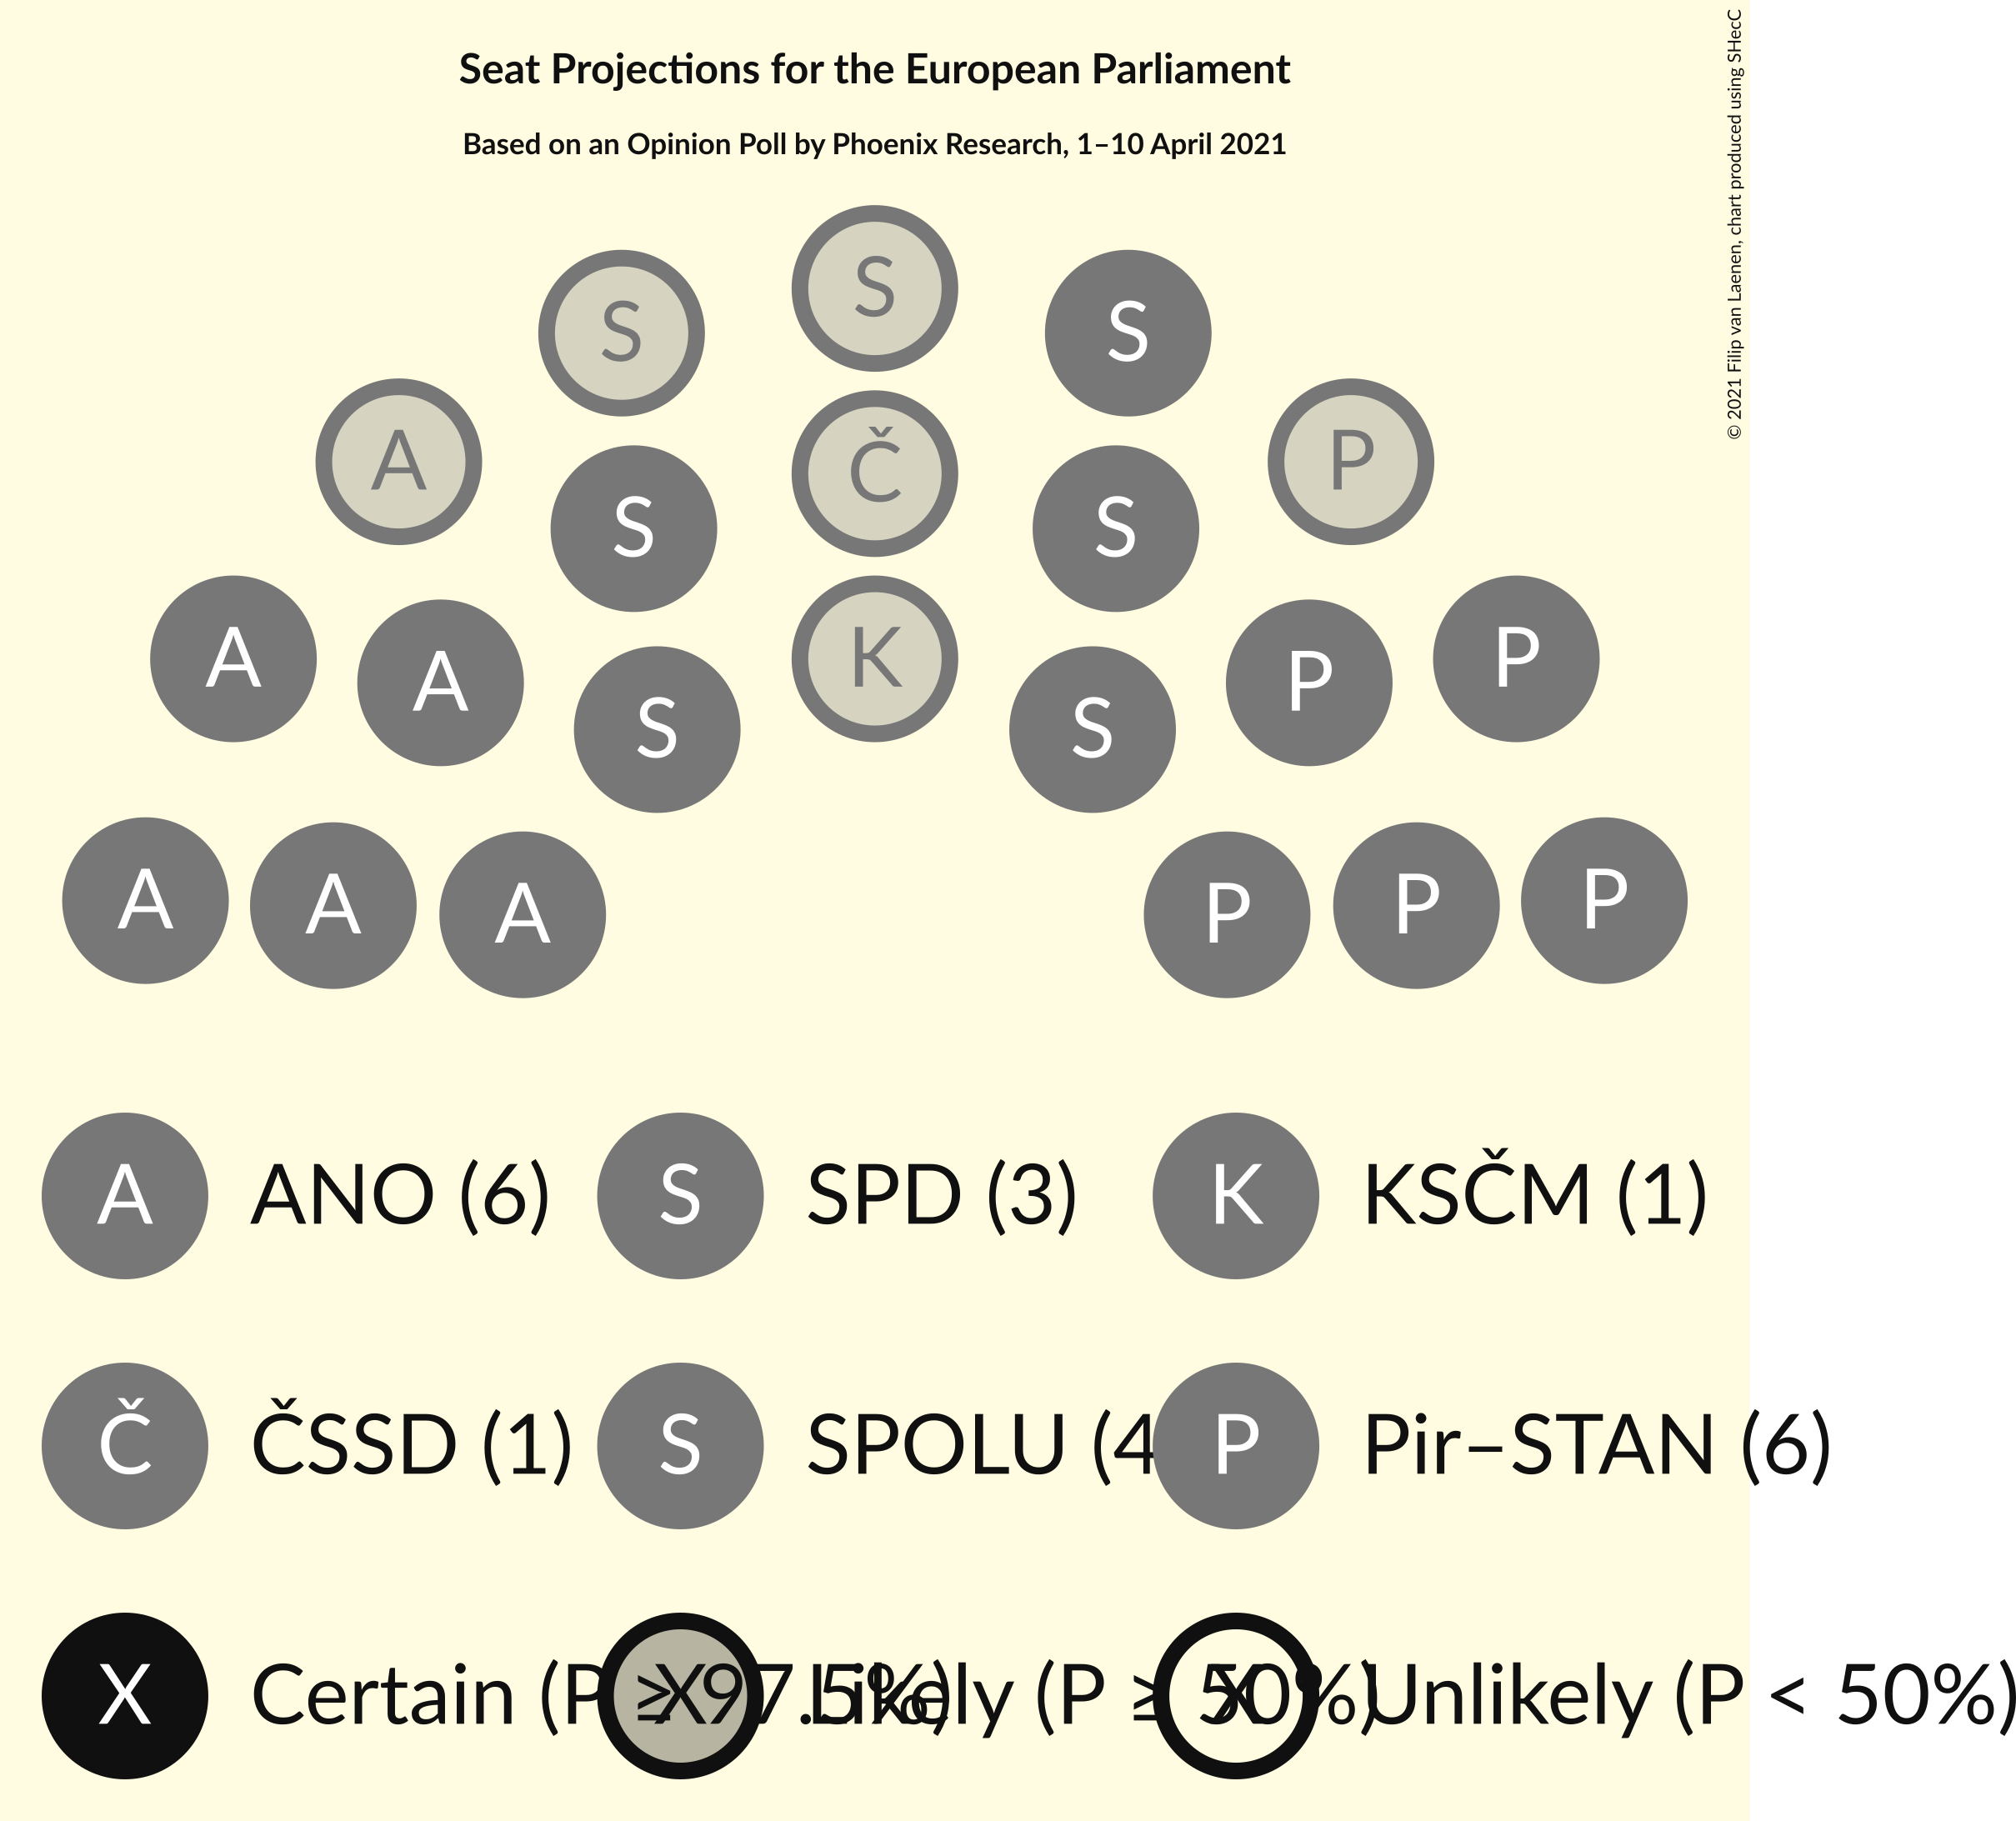 Seat Projections for the European Parliament
Based on an Opinion Poll by Phoenix Research, 1–10 April 2021
© 2021 Filip van Laenen, chart produced using SHecC
S
S S
A Č P
S S
A K P
A S S P
A A A P P P
A ANO (6) S SPD (3) K KSČM (1)
Č ČSSD (1) S SPOLU (4 P Pir–STAN (6)
X Certain (P ≥ 97.5%) X Likely (P ≥ 50%) X Unlikely (P < 50%)